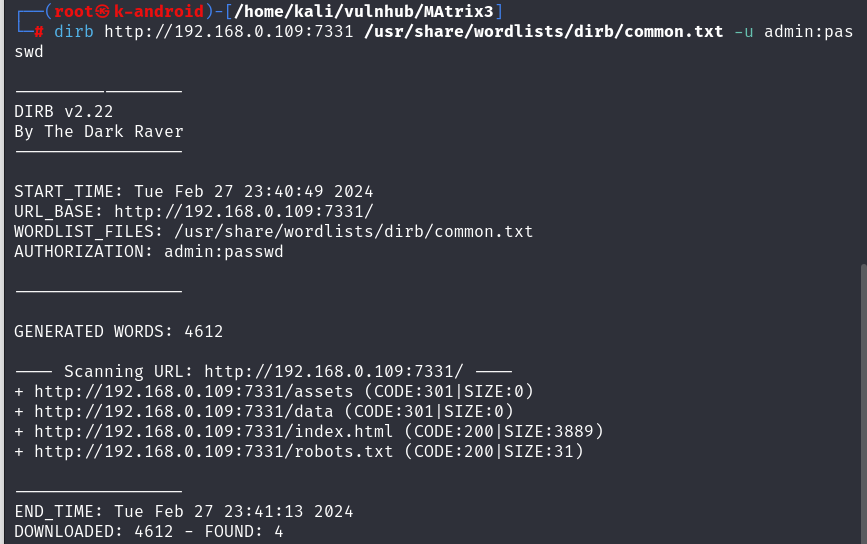 ┌──(root㉿k-android)-[/home/kali/vulnhub/MAtrix3]
└─# dirb http://192.168.0.109:7331 /usr/share/wordlists/dirb/common.txt -u admin:pas
swd
-----------------
DIRB v2.22
By The Dark Raver
-----------------
START_TIME: Tue Feb 27 23:40:49 2024
URL_BASE: http://192.168.0.109:7331/
WORDLIST_FILES: /usr/share/wordlists/dirb/common.txt
AUTHORIZATION: admin:passwd
-----------------
GENERATED WORDS: 4612
---- Scanning URL: http://192.168.0.109:7331/ ----
+ http://192.168.0.109:7331/assets (CODE:301|SIZE:0)
+ http://192.168.0.109:7331/data (CODE:301|SIZE:0)
+ http://192.168.0.109:7331/index.html (CODE:200|SIZE:3889)
+ http://192.168.0.109:7331/robots.txt (CODE:200|SIZE:31)
-----------------
END_TIME: Tue Feb 27 23:41:13 2024
DOWNLOADED: 4612 - FOUND: 4